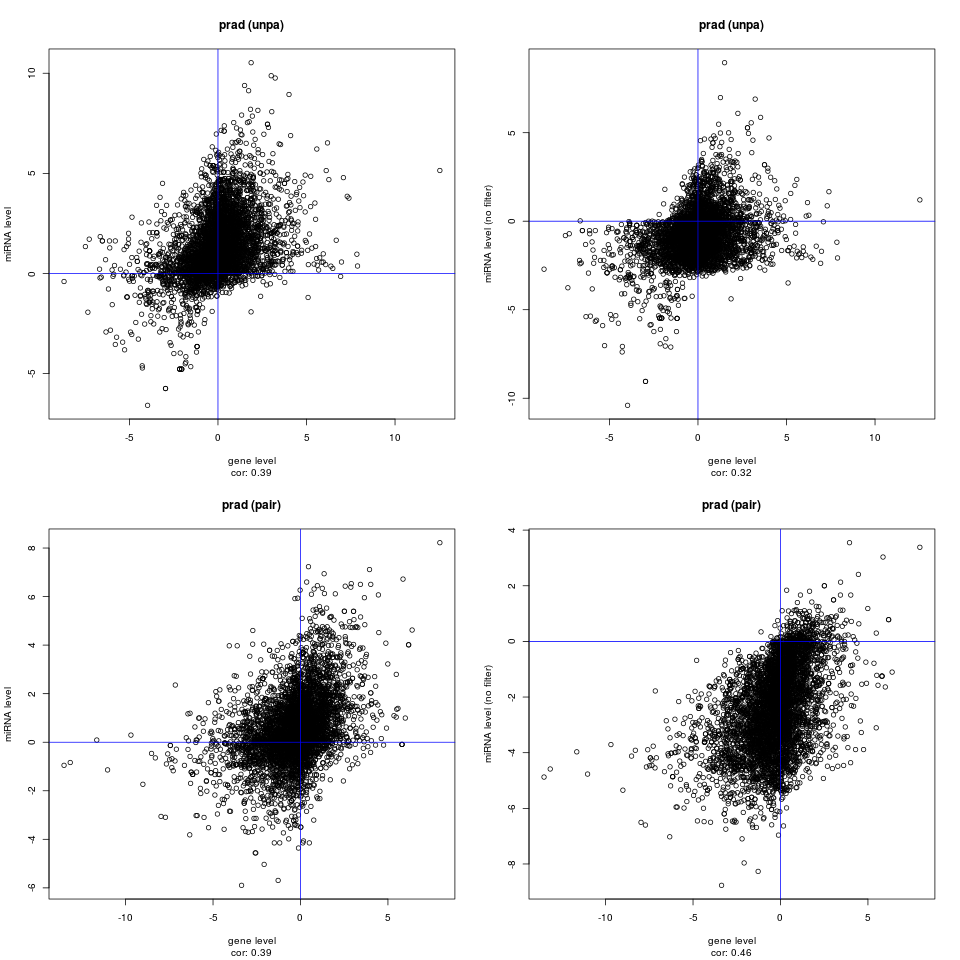 prad (unpa)
10
5
0
-5
miRNA level
-5 0 5 10
gene level
cor: 0.39
prad (unpa)
5
0
-5
-10
miRNA level (no filter)
-5 0 5 10
gene level
cor: 0.32
prad (pair)
8
6
4
2
0
-2
-4
-6
miRNA level
-10 -5 0 5
gene level
cor: 0.39
prad (pair)
4
2
0
-2
-4
-6
-8
miRNA level (no filter)
-10 -5 0 5
gene level
cor: 0.46